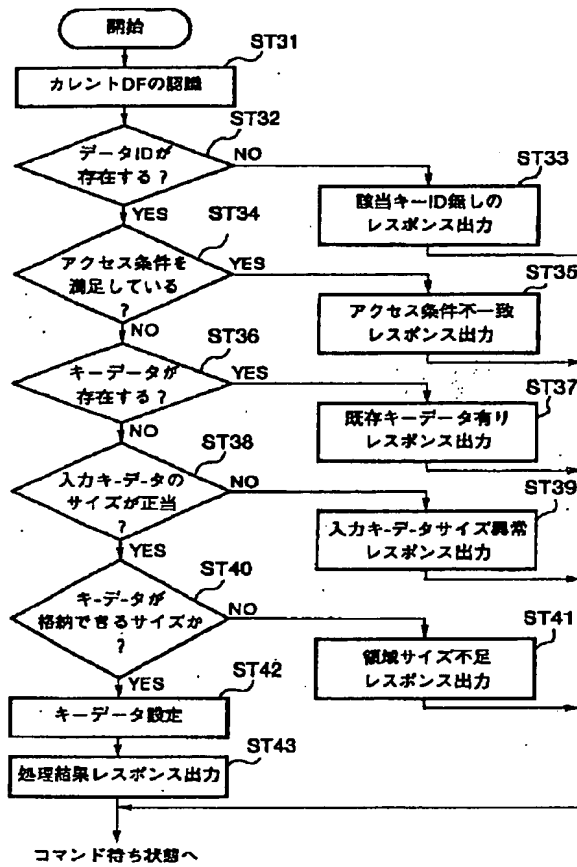 開始
ST31
カレントDFの認識
ST32
データIDが
存在する?
NO
YES
ST33
該当キーID無しの
レスポンス出力
ST34
アクセス条件を
満足している
?
YES
NO
ST35
アクセス条件不一致
レスポンス出力
ST36
キーデータが
存在する?
YES
NO
ST37
既存キーデータ有り
レスポンス出力
ST38
入力キーデータの
サイズが正当
?
NO
YES
ST39
入力キーデータサイズ異常
レスポンス出力
ST40
キーデータが
格納できるサイズか
?
NO
YES
ST41
領域サイズ不足
レスポンス出力
ST42
キーデータ設定
ST43
処理結果レスポンス出力
コマンド待ち状態へ